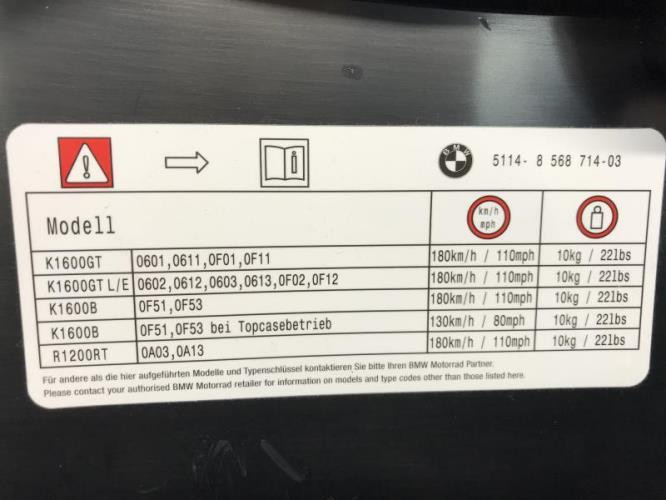 BMW 5114- 8 568 714-03
Modell km/h mph
K1600GT 0601,0611,0F01,0F11 180km/h / 110mph 10kg / 22lbs
K1600GT L/E 0602,0612,0603,0613,0F02,0F12 180km/h / 110mph 10kg / 22lbs
K1600B 0F51,0F53 180km/h / 110mph 10kg / 22lbs
K1600B 0F51,0F53 bei Topcasebetrieb 130km/h / 80mph 10kg / 22lbs
R1200RT 0A03,0A13 180km/h / 110mph 10kg / 22lbs
Für andere als die hier aufgeführten Modelle und Typenschlüssel kontaktieren Sie bitte Ihren BMW Motorrad Partner.
Please contact your authorised BMW Motorrad retailer for information on models and type codes other than those listed here.